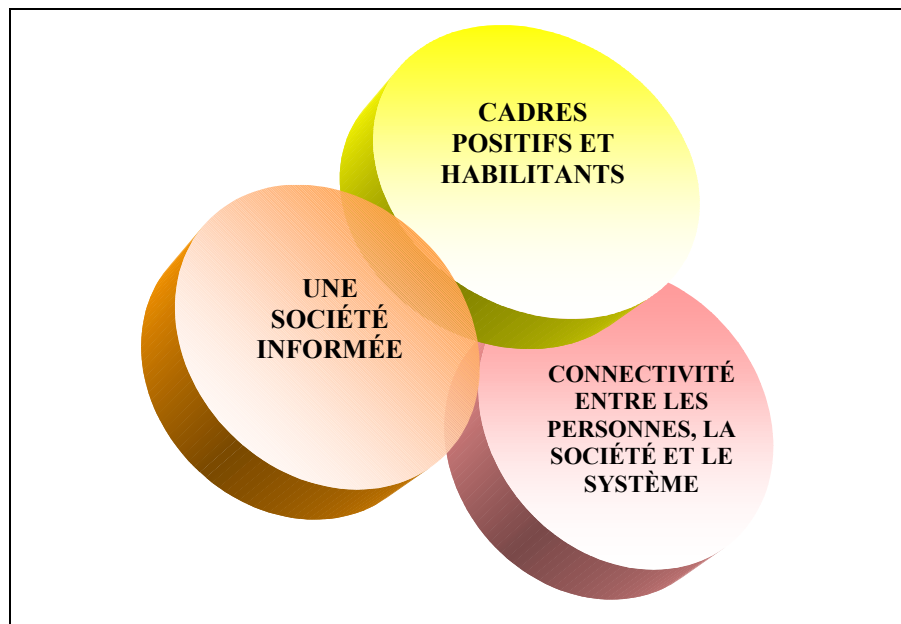 CADRES
POSITIFS ET
HABILITANTS
UNE
SOCIÉTÉ
INFORMÉE
CONNECTIVITÉ
ENTRE LES
PERSONNES, LA
SOCIÉTÉ ET LE
SYSTÈME